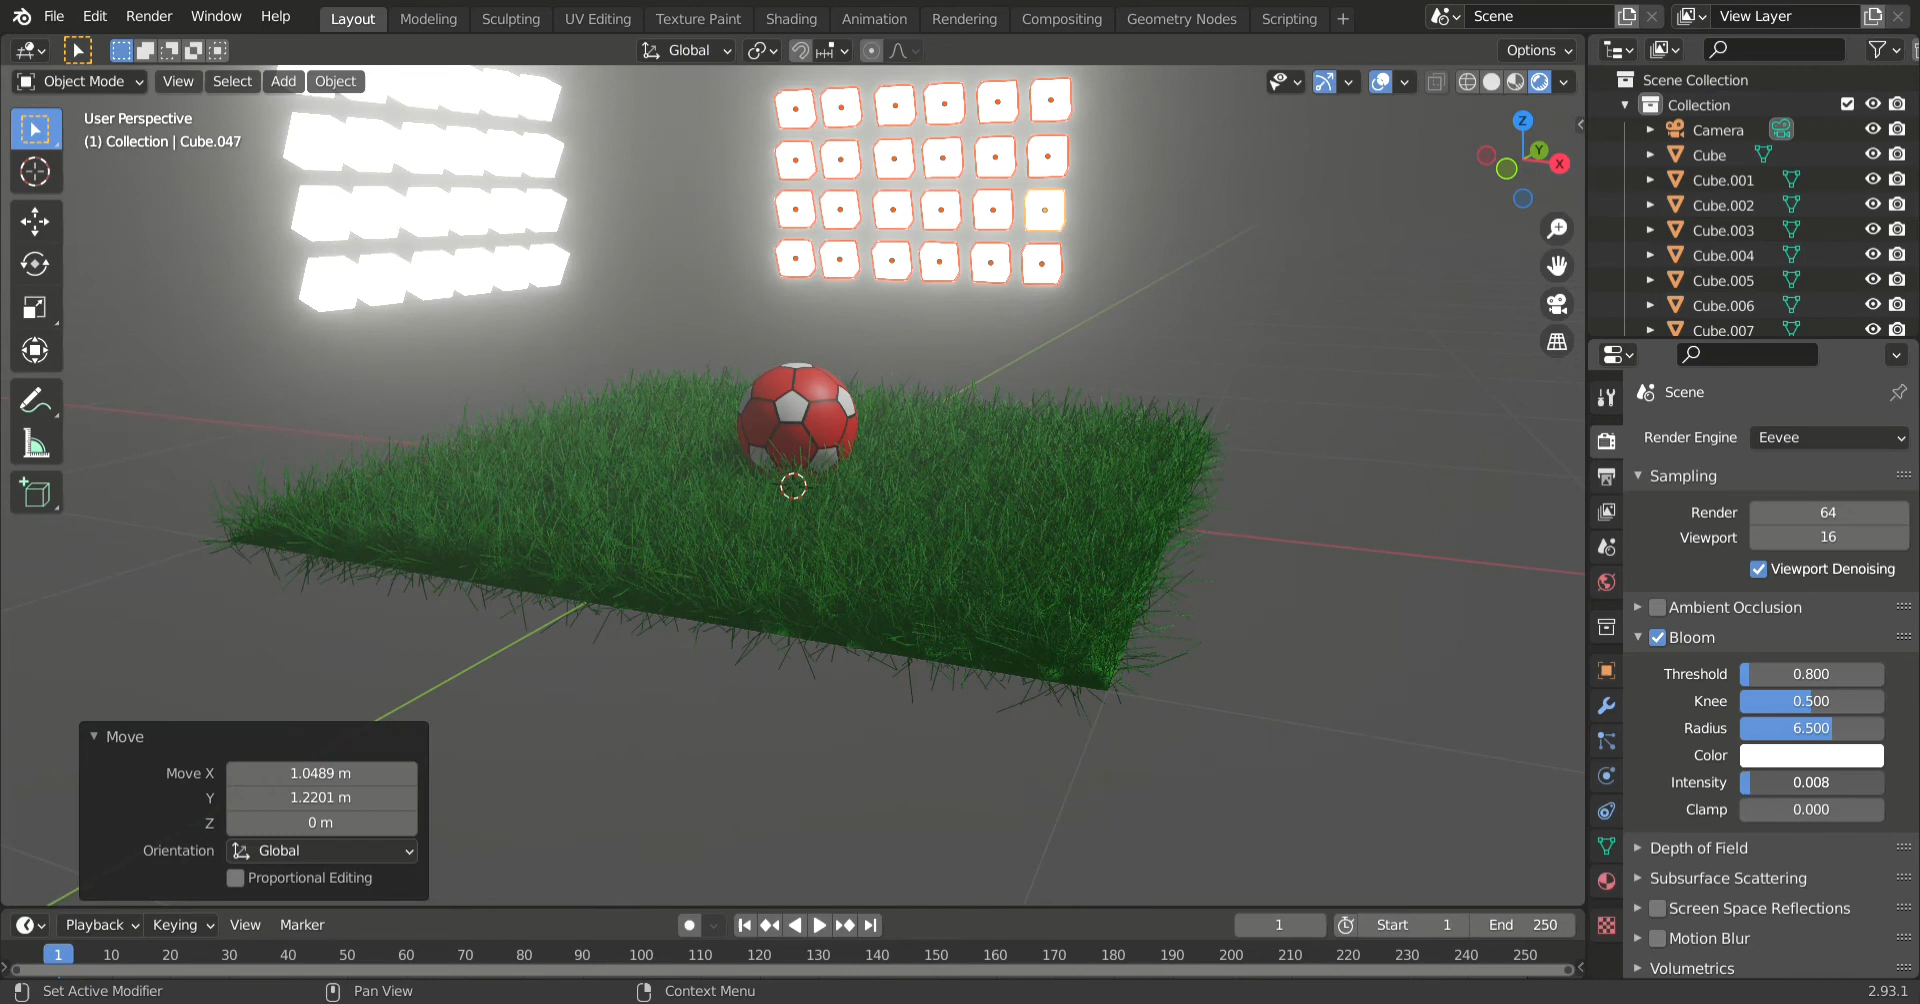 File Edit Render Window Help Layout Modeling Sculpting UV Editing Texture Paint Shading Animation Rendering Compositing Geometry Nodes Scripting + Scene View Layer
Global Options
Object Mode View Select Add Object
User Perspective
(1) Collection | Cube.047
Z
Y
X
Scene Collection
Collection
Camera
Cube
Cube.001
Cube.002
Cube.003
Cube.004
Cube.005
Cube.006
Cube.007
Scene
Render Engine Eevee
Sampling
Render 64
Viewport 16
Viewport Denoising
Ambient Occlusion
Bloom
Threshold 0.800
Knee 0.500
Radius 6.500
Color
Intensity 0.008
Clamp 0.000
Depth of Field
Subsurface Scattering
Screen Space Reflections
Motion Blur
Volumetrics
Move
Move X 1.0489 m
Y 1.2201 m
Z 0 m
Orientation Global
Proportional Editing
Playback Keying View Marker 1 Start 1 End 250
1 10 20 30 40 50 60 70 80 90 100 110 120 130 140 150 160 170 180 190 200 210 220 230 240 250
Set Active Modifier Pan View Context Menu 2.93.1